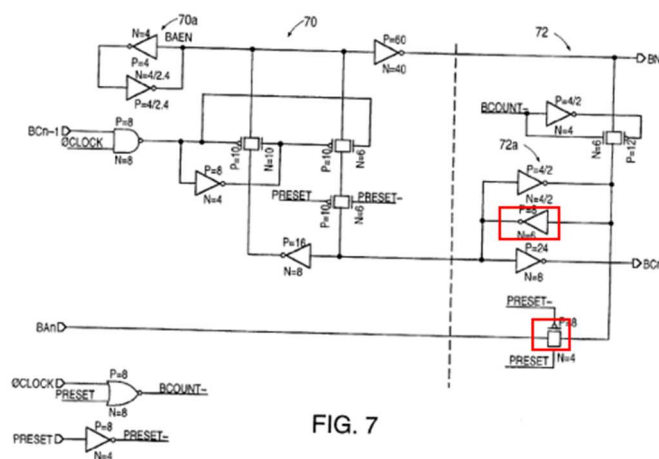 70a
70
72
N=4
BAEN
P=60
P=4
N=4/2.4
P=4/2.4
N=40
BN
BCOUNT-
P=4/2
N=4
N=6
P=12
BCn-1
ØCLOCK
P=8
N=8
P=10
N=10
P=10
N=6
P=8
N=4
72a
P=4/2
N=4/2
PRESET
P=10
N=6
PRESET-
P=8
N=6
P=16
N=8
P=24
N=8
BCn
PRESET-
P=8
BAn
PRESET
N=4
ØCLOCK
PRESET
P=8
N=8
BCOUNT-
PRESET
P=8
N=4
PRESET-
FIG. 7